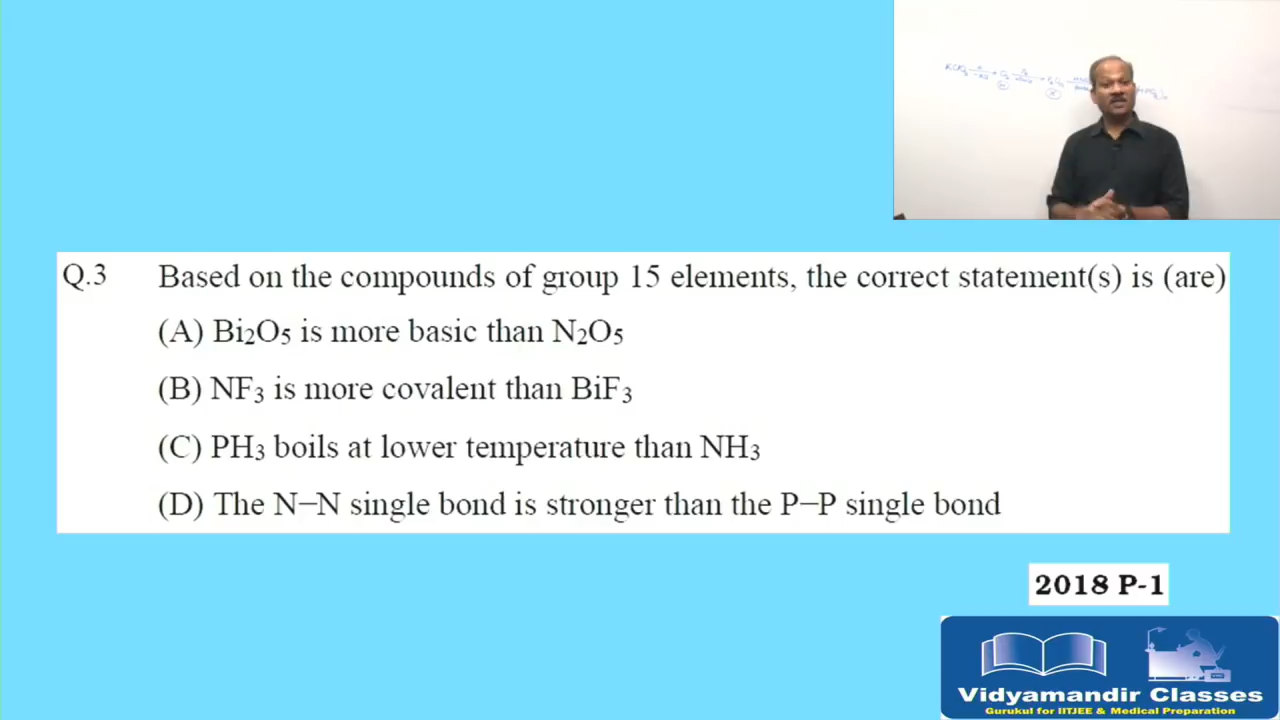 Q.3 Based on the compounds of group 15 elements, the correct statement(s) is (are)
(A) Bi₂O₅ is more basic than N₂O₅
(B) NF₃ is more covalent than BiF₃
(C) PH₃ boils at lower temperature than NH₃
(D) The N−N single bond is stronger than the P−P single bond
2018 P-1
Vidyamandir Classes
Gurukul for IITJEE & Medical Preparation